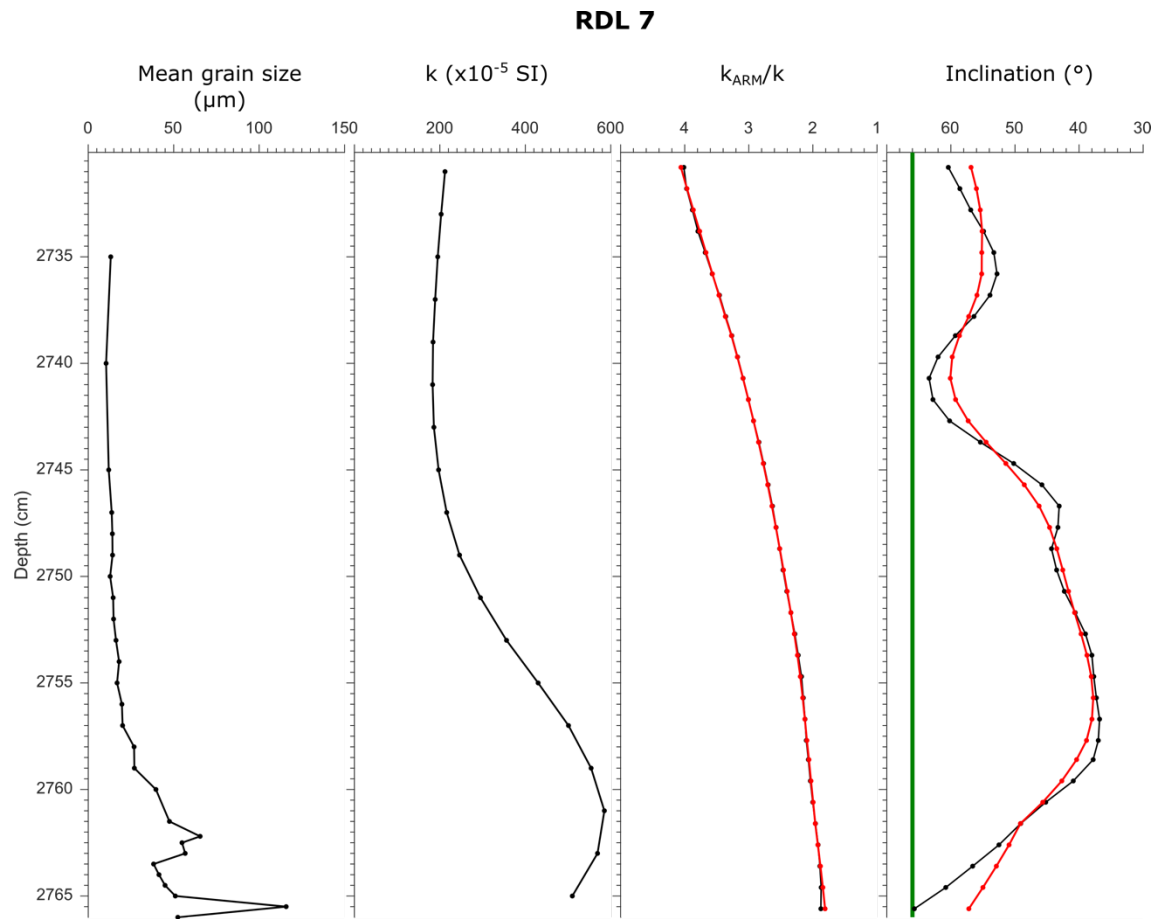 RDL 7
Mean grain size
(µm)
k (x10⁻⁵ SI)
k_ARM/k
Inclination (°)
0 50 100 150
200 400 600
4 3 2 1
60 50 40 30
2735
2740
2745
2750
2755
2760
2765
Depth (cm)